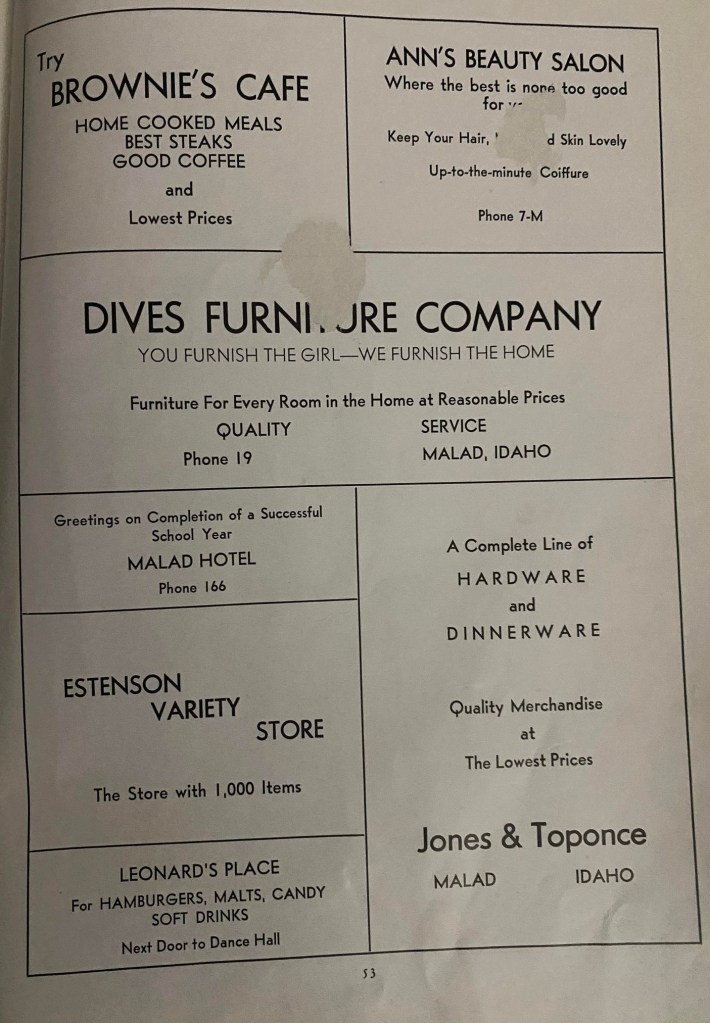 Try
BROWNIE'S CAFE
HOME COOKED MEALS
BEST STEAKS
GOOD COFFEE
and
Lowest Prices
ANN'S BEAUTY SALON
Where the best is none too good
for
Keep Your Hair, d Skin Lovely
Up-to-the-minute Coiffure
Phone 7-M
DIVES FURNITURE COMPANY
YOU FURNISH THE GIRL—WE FURNISH THE HOME
Furniture For Every Room in the Home at Reasonable Prices
QUALITY SERVICE
Phone 19 MALAD, IDAHO
Greetings on Completion of a Successful
School Year
MALAD HOTEL
Phone 166
ESTENSON
VARIETY
STORE
The Store with 1,000 Items
LEONARD'S PLACE
For HAMBURGERS, MALTS, CANDY
SOFT DRINKS
Next Door to Dance Hall
A Complete Line of
HARDWARE
and
DINNERWARE
Quality Merchandise
at
The Lowest Prices
Jones & Toponce
MALAD IDAHO
53